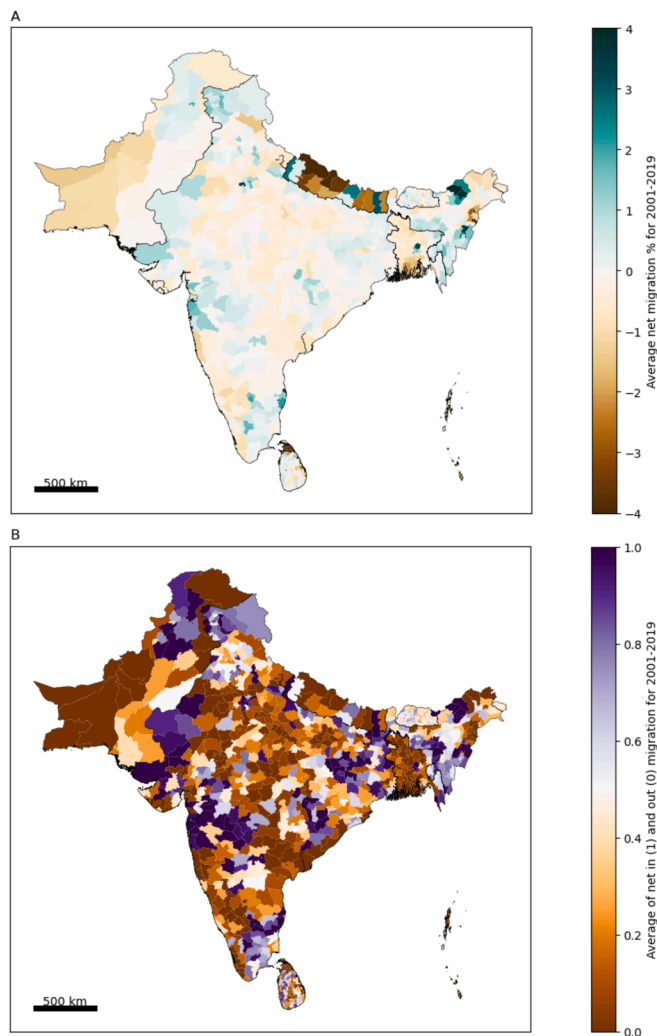 A
500 km
4
3
2
1
0
−1
−2
−3
−4
Average net migration % for 2001-2019
B
500 km
1.0
0.8
0.6
0.4
0.2
0.0
Average of net in (1) and out (0) migration for 2001-2019